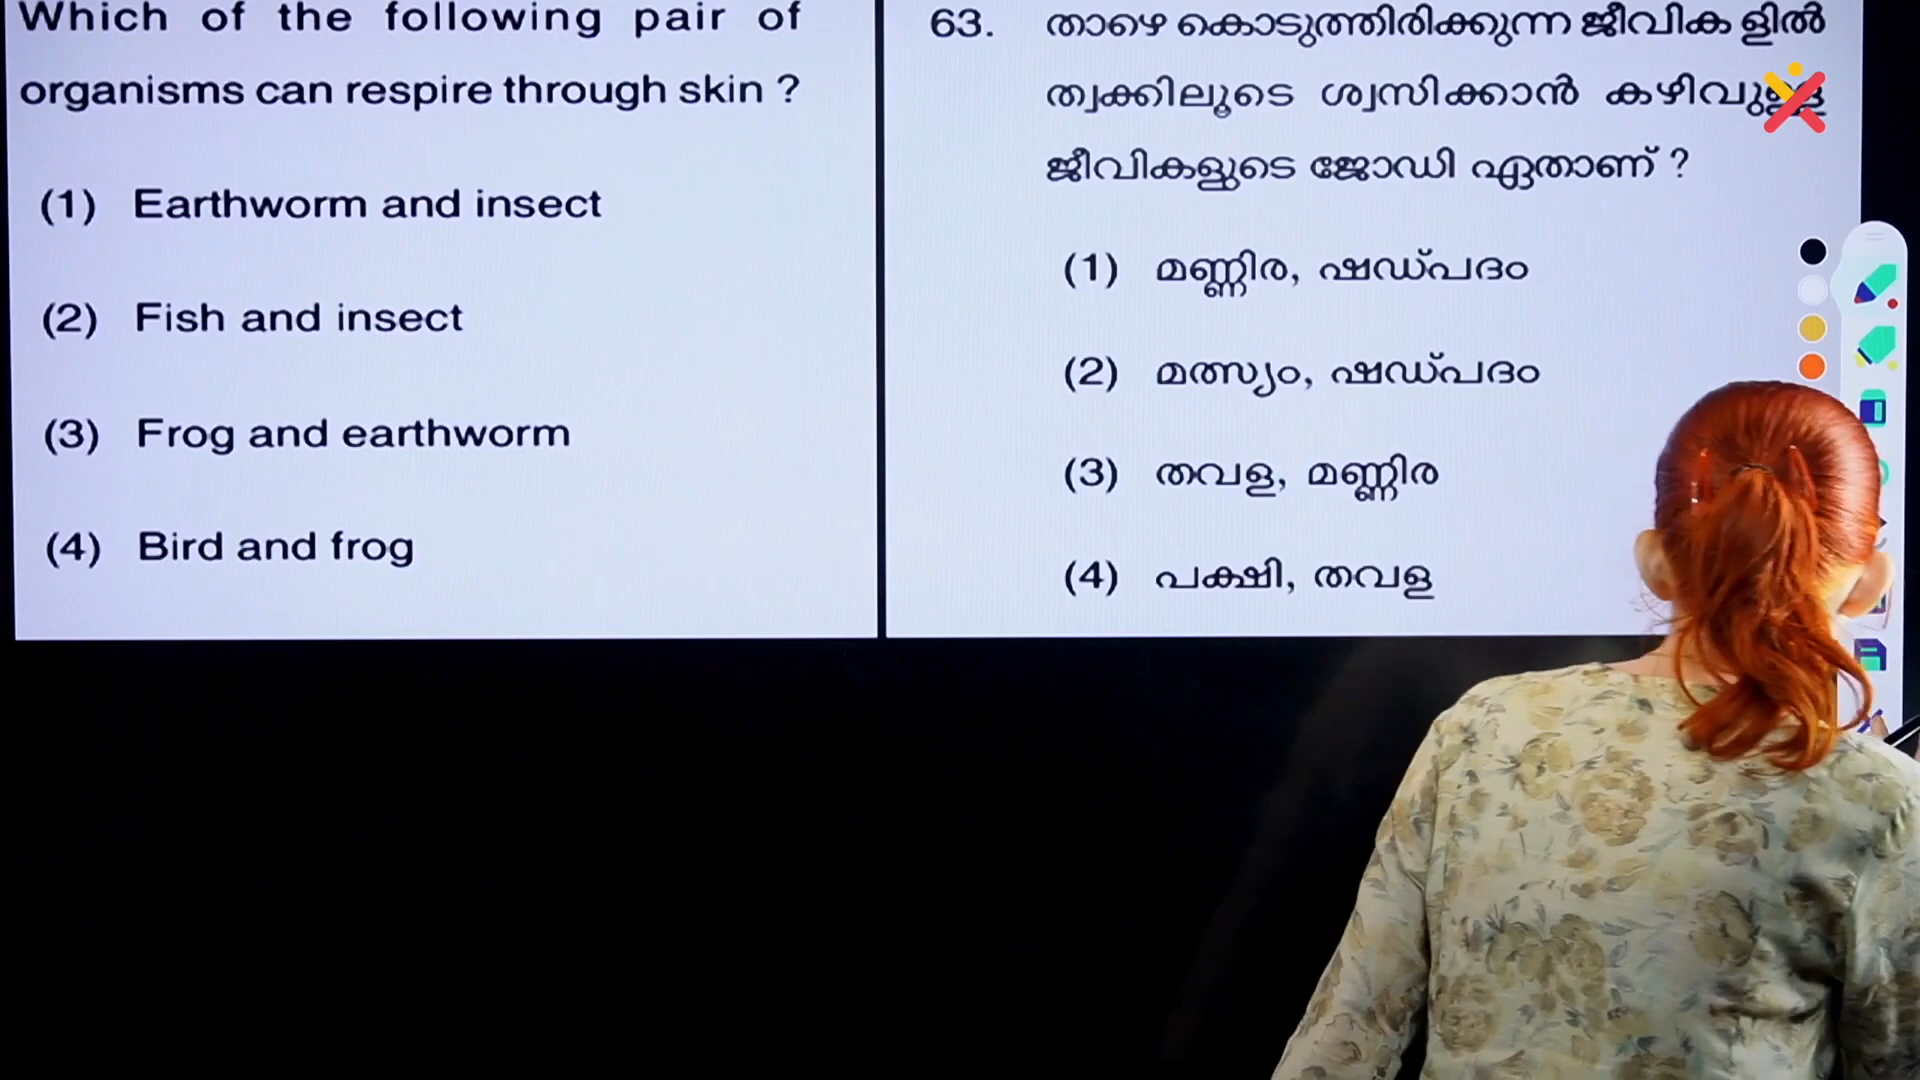 Which of the following pair of
organisms can respire through skin ?
(1) Earthworm and insect
(2) Fish and insect
(3) Frog and earthworm
(4) Bird and frog
63. താഴെ കൊടുത്തിരിക്കുന്ന ജീവിക ളിൽ
ത്വക്കിലൂടെ ശ്വസിക്കാൻ കഴിവുള്ള
ജീവികളുടെ ജോഡി ഏതാണ് ?
(1) മണ്ണിര, ഷഡ്പദം
(2) മത്സ്യം, ഷഡ്പദം
(3) തവള, മണ്ണിര
(4) പക്ഷി, തവള